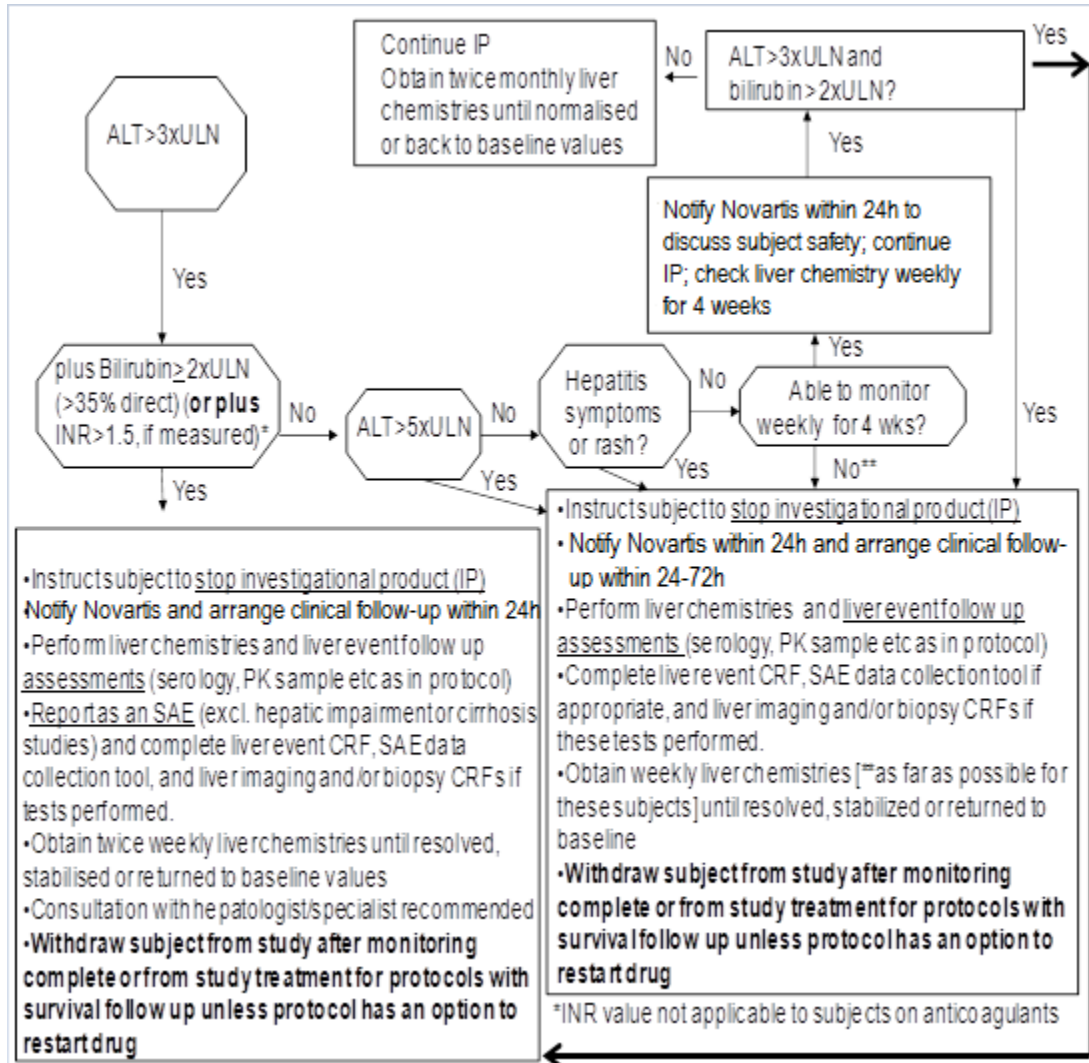 Continue IP
Obtain twice monthly liver
chemistries until normalised
or back to baseline values
No
ALT>3xULN and
bilirubin>2xULN?
Yes
ALT>3xULN
Yes
Notify Novartis within 24h to
discuss subject safety; continue
IP; check liver chemistry weekly
for 4 weeks
Yes
plus Bilirubin≥2xULN
(>35% direct) (or plus
INR>1.5, if measured)*
No
ALT>5xULN
No
Hepatitis
symptoms
or rash?
No
Yes
Able to monitor
weekly for 4 wks?
Yes
Yes
Yes
Yes
No**
•Instruct subject to stop investigational product (IP)
•Notify Novartis and arrange clinical follow-up within 24h
•Perform liver chemistries and liver event follow up
assessments (serology, PK sample etc as in protocol)
•Report as an SAE (excl. hepatic impairment or cirrhosis
studies) and complete liver event CRF, SAE data
collection tool, and liver imaging and/or biopsy CRFs if
tests performed.
•Obtain twice weekly liver chemistries until resolved,
stabilised or returned to baseline values
•Consultation with hepatologist/specialist recommended
•Withdraw subject from study after monitoring
complete or from study treatment for protocols with
survival follow up unless protocol has an option to
restart drug
•Instruct subject to stop investigational product (IP)
• Notify Novartis within 24h and arrange clinical follow-
up within 24-72h
•Perform liver chemistries and liver event follow up
assessments (serology, PK sample etc as in protocol)
•Complete liver event CRF, SAE data collection tool if
appropriate, and liver imaging and/or biopsy CRFs if
these tests performed.
•Obtain weekly liver chemistries [**as far as possible for
these subjects] until resolved, stabilized or returned to
baseline
•Withdraw subject from study after monitoring
complete or from study treatment for protocols with
survival follow up unless protocol has an option to
restart drug
*INR value not applicable to subjects on anticoagulants